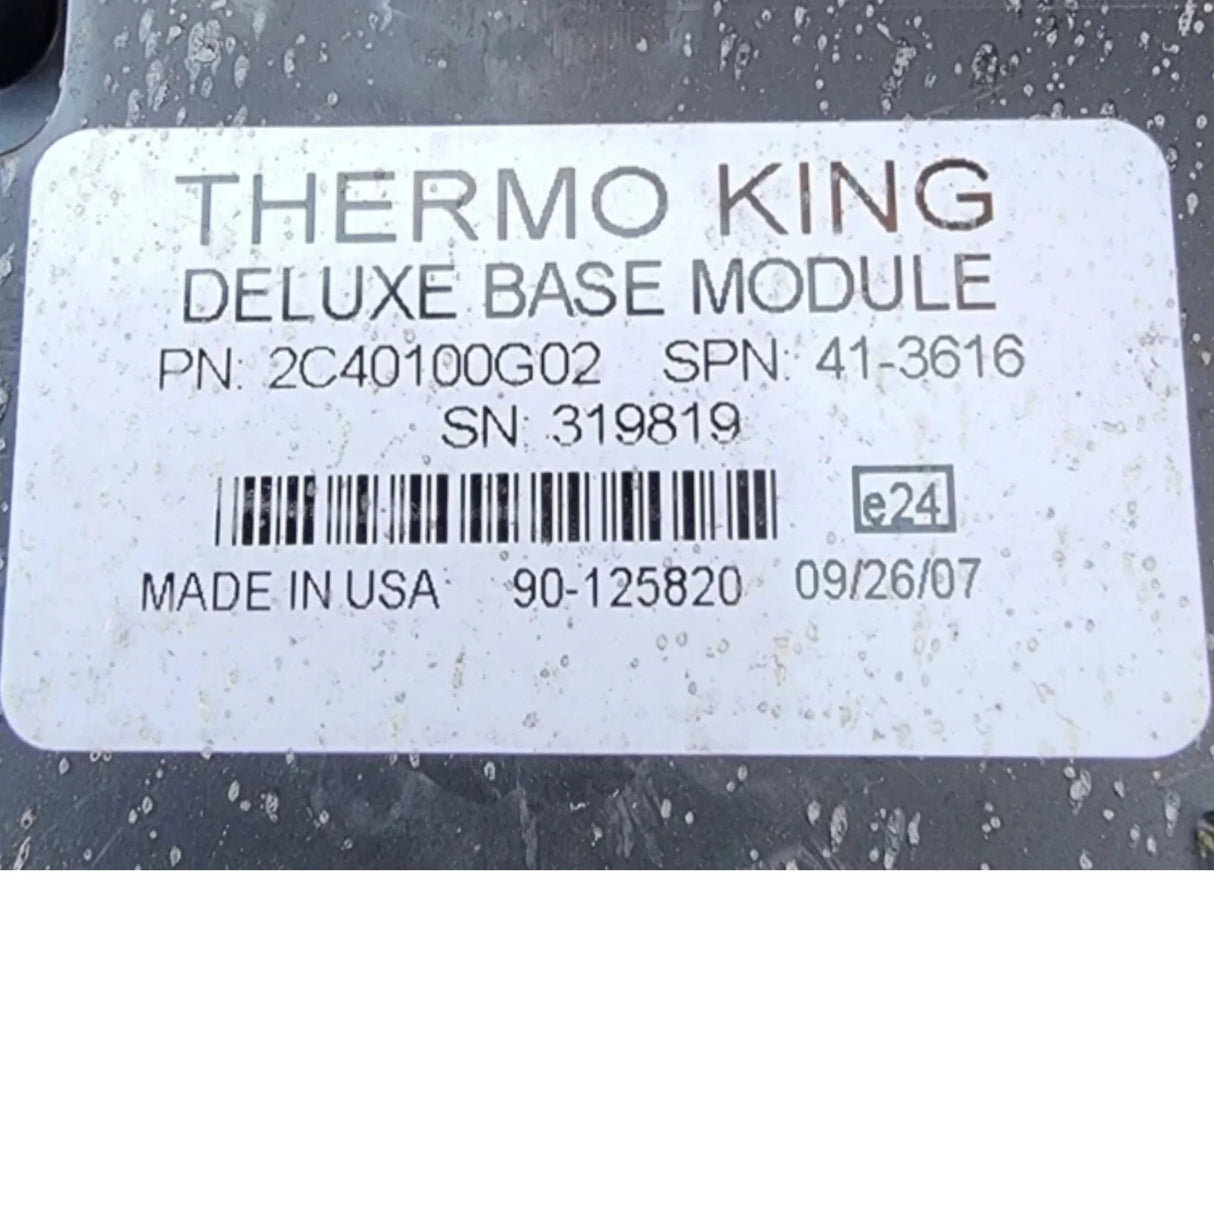 THERMO KING
DELUXE BASE MODULE
PN: 2C40100G02 SPN: 41-3616
SN: 319819
e24
MADE IN USA 90-125820 09/26/07